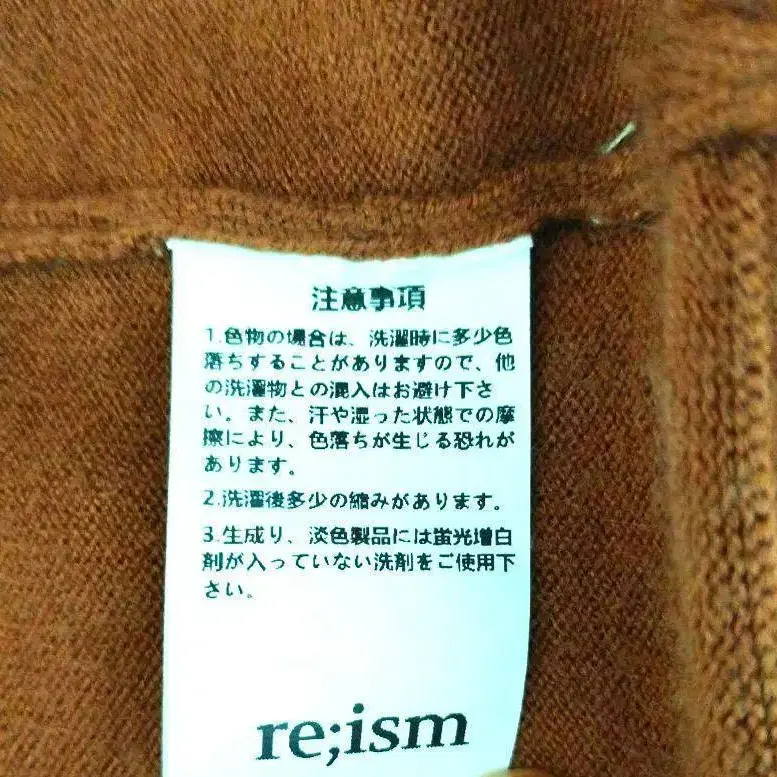 注意事項
1.色物の場合は、洗濯時に多少色
落ちすることがありますので、他
の洗濯物との混入はお避け下さ
い。また、汗や湿った状態での摩
擦により、色落ちが生じる恐れが
あります。
2.洗濯後多少の縮みがあります。
3.生成り、淡色製品には蛍光増白
剤が入っていない洗剤をご使用下
さい。
re;ism